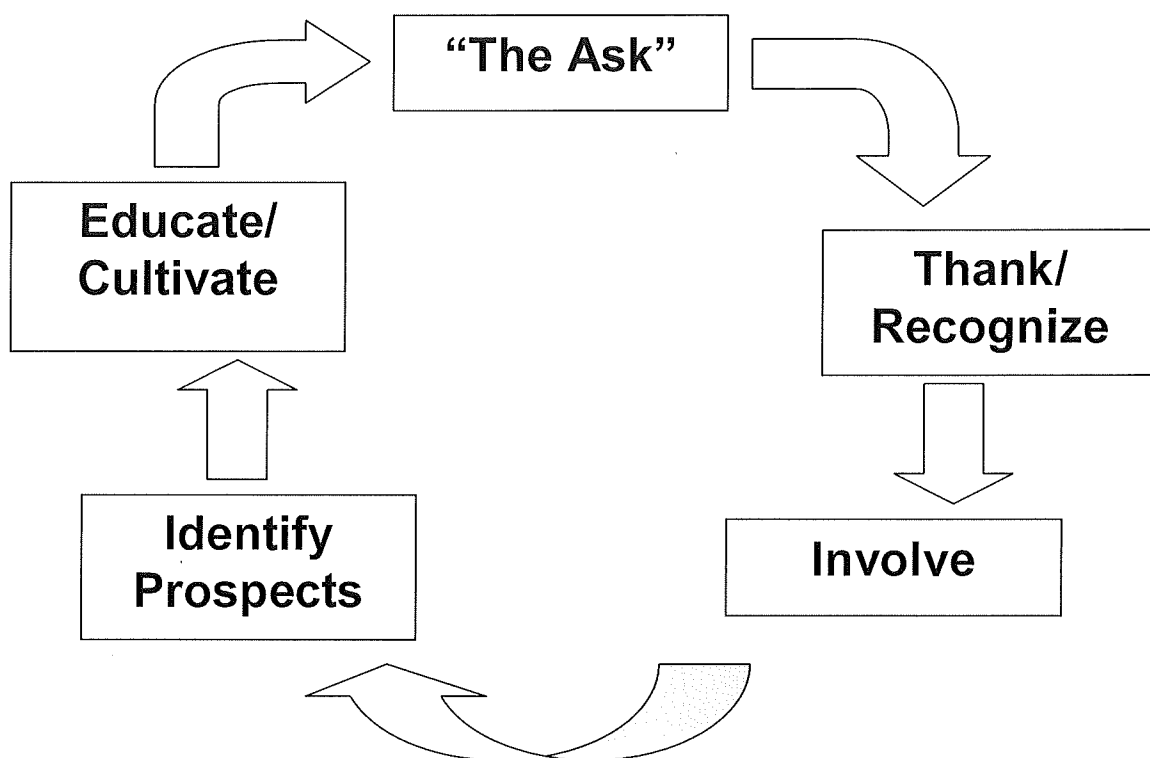 “The Ask”
Educate/
Cultivate
Thank/
Recognize
Identify
Prospects
Involve